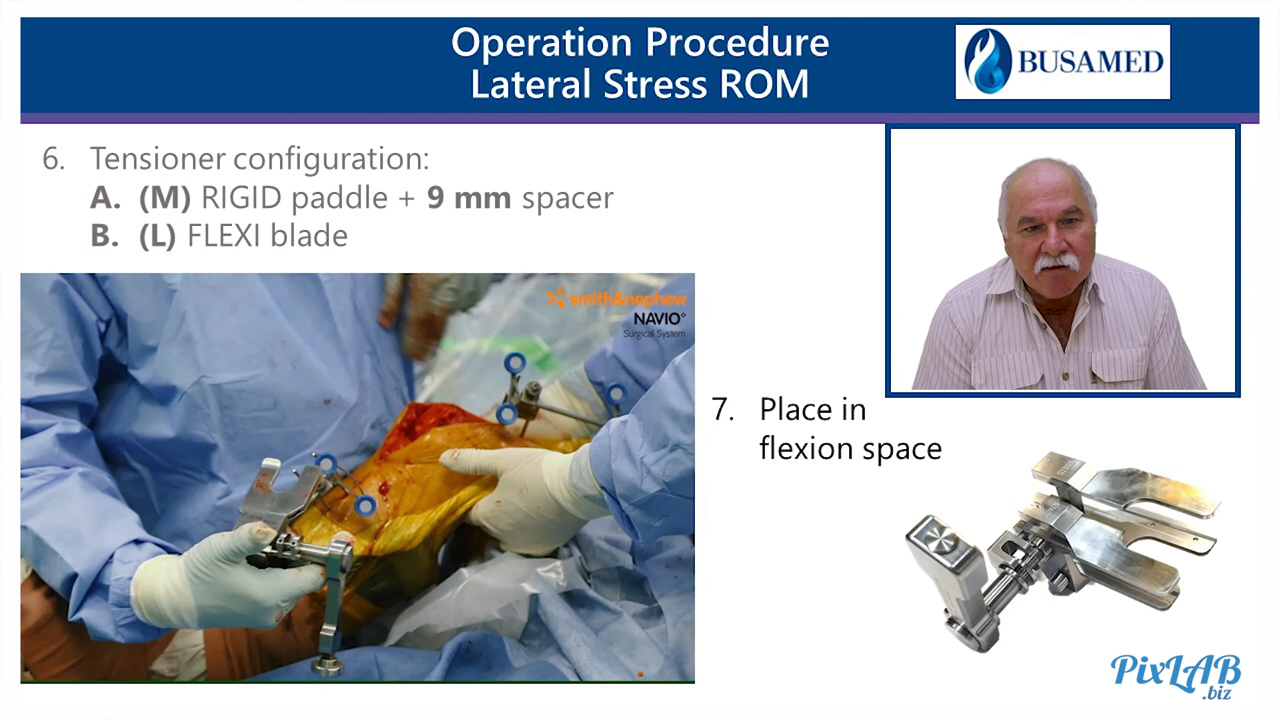 Operation Procedure
Lateral Stress ROM
BUSAMED
6. Tensioner configuration:
A. (M) RIGID paddle + 9 mm spacer
B. (L) FLEXI blade
smith&nephew
NAVIO
Surgical System
7. Place in
flexion space
PixLAB
.biz